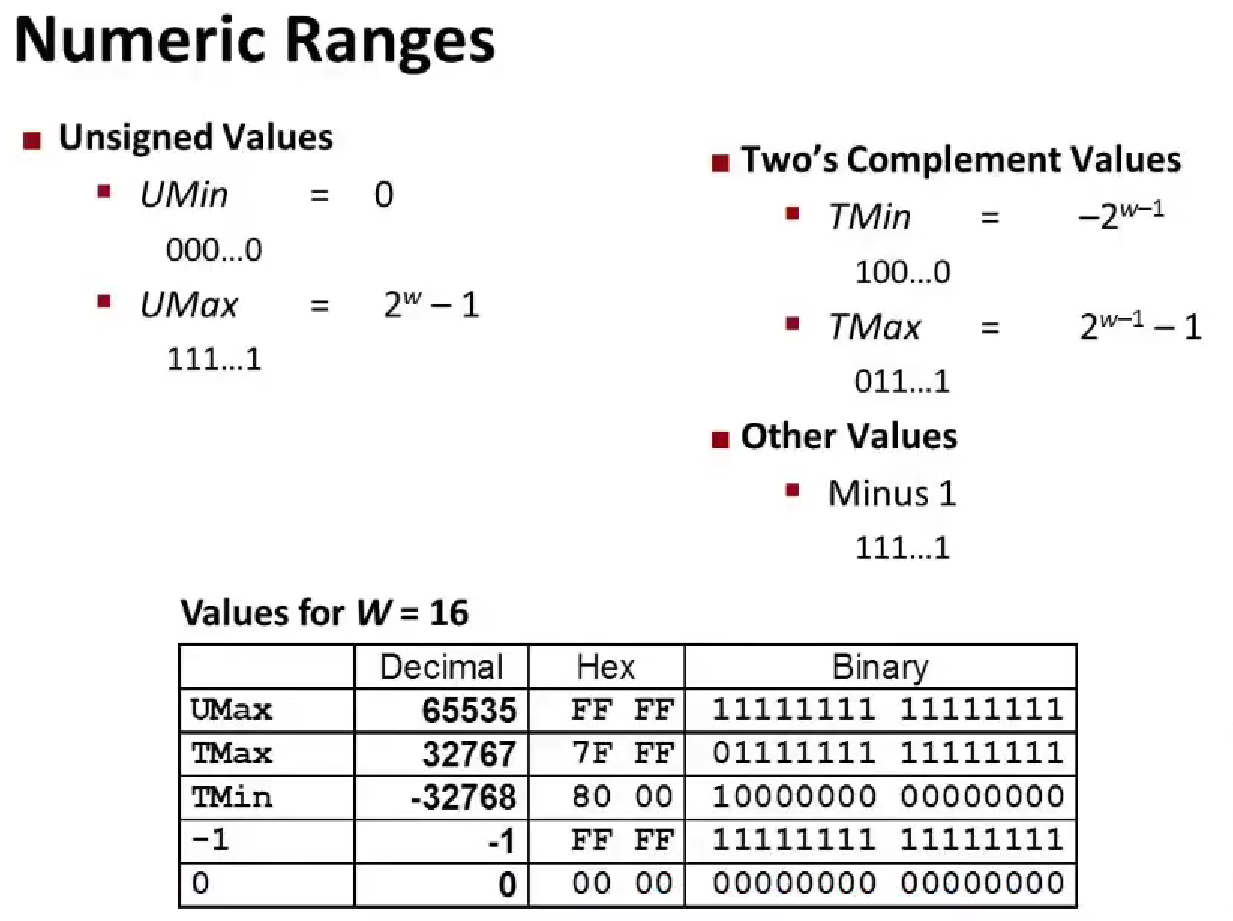 Numeric Ranges
Unsigned Values
UMin = 0
000…0
UMax = 2ʷ – 1
111…1
Two’s Complement Values
TMin = –2ʷ⁻¹
100…0
TMax = 2ʷ⁻¹ – 1
011…1
Other Values
Minus 1
111…1
Values for W = 16
Decimal Hex Binary
UMax 65535 FF FF 11111111 11111111
TMax 32767 7F FF 01111111 11111111
TMin -32768 80 00 10000000 00000000
-1 -1 FF FF 11111111 11111111
0 0 00 00 00000000 00000000